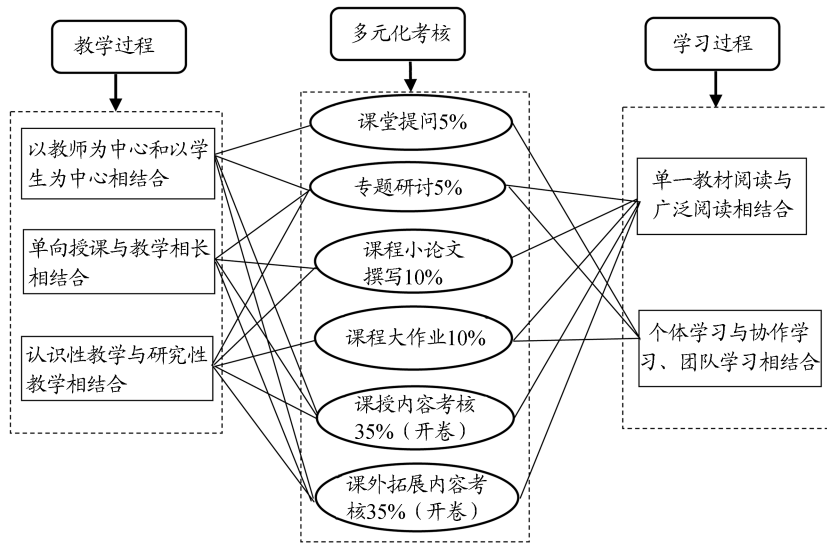 教学过程
多元化考核
学习过程
以教师为中心和以学
生为中心相结合
单向授课与教学相长
相结合
认识性教学与研究性
教学相结合
课堂提问5%
专题研讨5%
课程小论文
撰写10%
课程大作业10%
课授内容考核
35%（开卷）
课外拓展内容考
核35%（开卷）
单一教材阅读与
广泛阅读相结合
个体学习与协作学
习、团队学习相结合